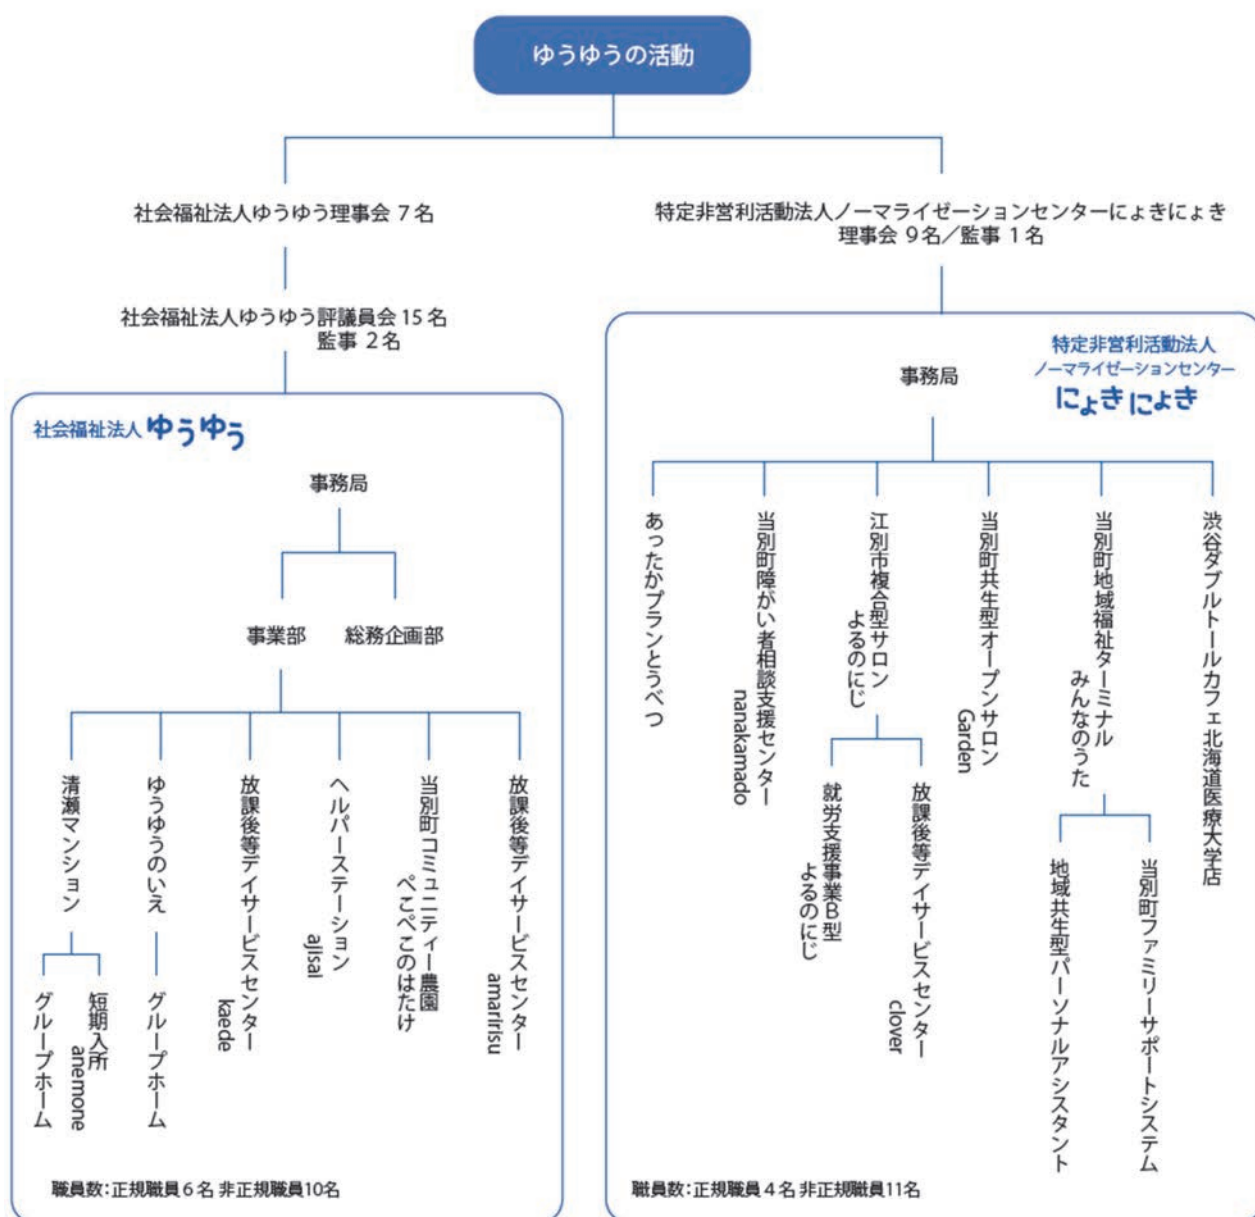 ゆうゆうの活動
社会福祉法人ゆうゆう理事会 7名
社会福祉法人ゆうゆう評議員会 15名
監事 2名
社会福祉法人 ゆうゆう
事務局
事業部
総務企画部
清瀬マンション
グループホーム
短期入所
anemone
ゆうゆうのいえ
グループホーム
放課後等デイサービスセンター
kaede
ヘルパーステーション
ajisai
当別町コミュニティー農園
ぺこぺこのはたけ
放課後等デイサービスセンター
amaririsu
職員数:正規職員6名 非正規職員10名
特定非営利活動法人ノーマライゼーションセンターにょきにょき
理事会 9名/監事 1名
特定非営利活動法人
ノーマライゼーションセンター
にょきにょき
事務局
あったかプランとうべつ
当別町障がい者相談支援センター
nanakamado
江別市複合型サロン
よるのにじ
就労支援事業B型
よるのにじ
放課後等デイサービスセンター
clover
当別町共生型オープンサロン
Garden
当別町地域福祉ターミナル
みんなのうた
地域共生型パーソナルアシスタント
当別町ファミリーサポートシステム
渋谷ダブルトールカフェ北海道医療大学店
職員数:正規職員4名 非正規職員11名